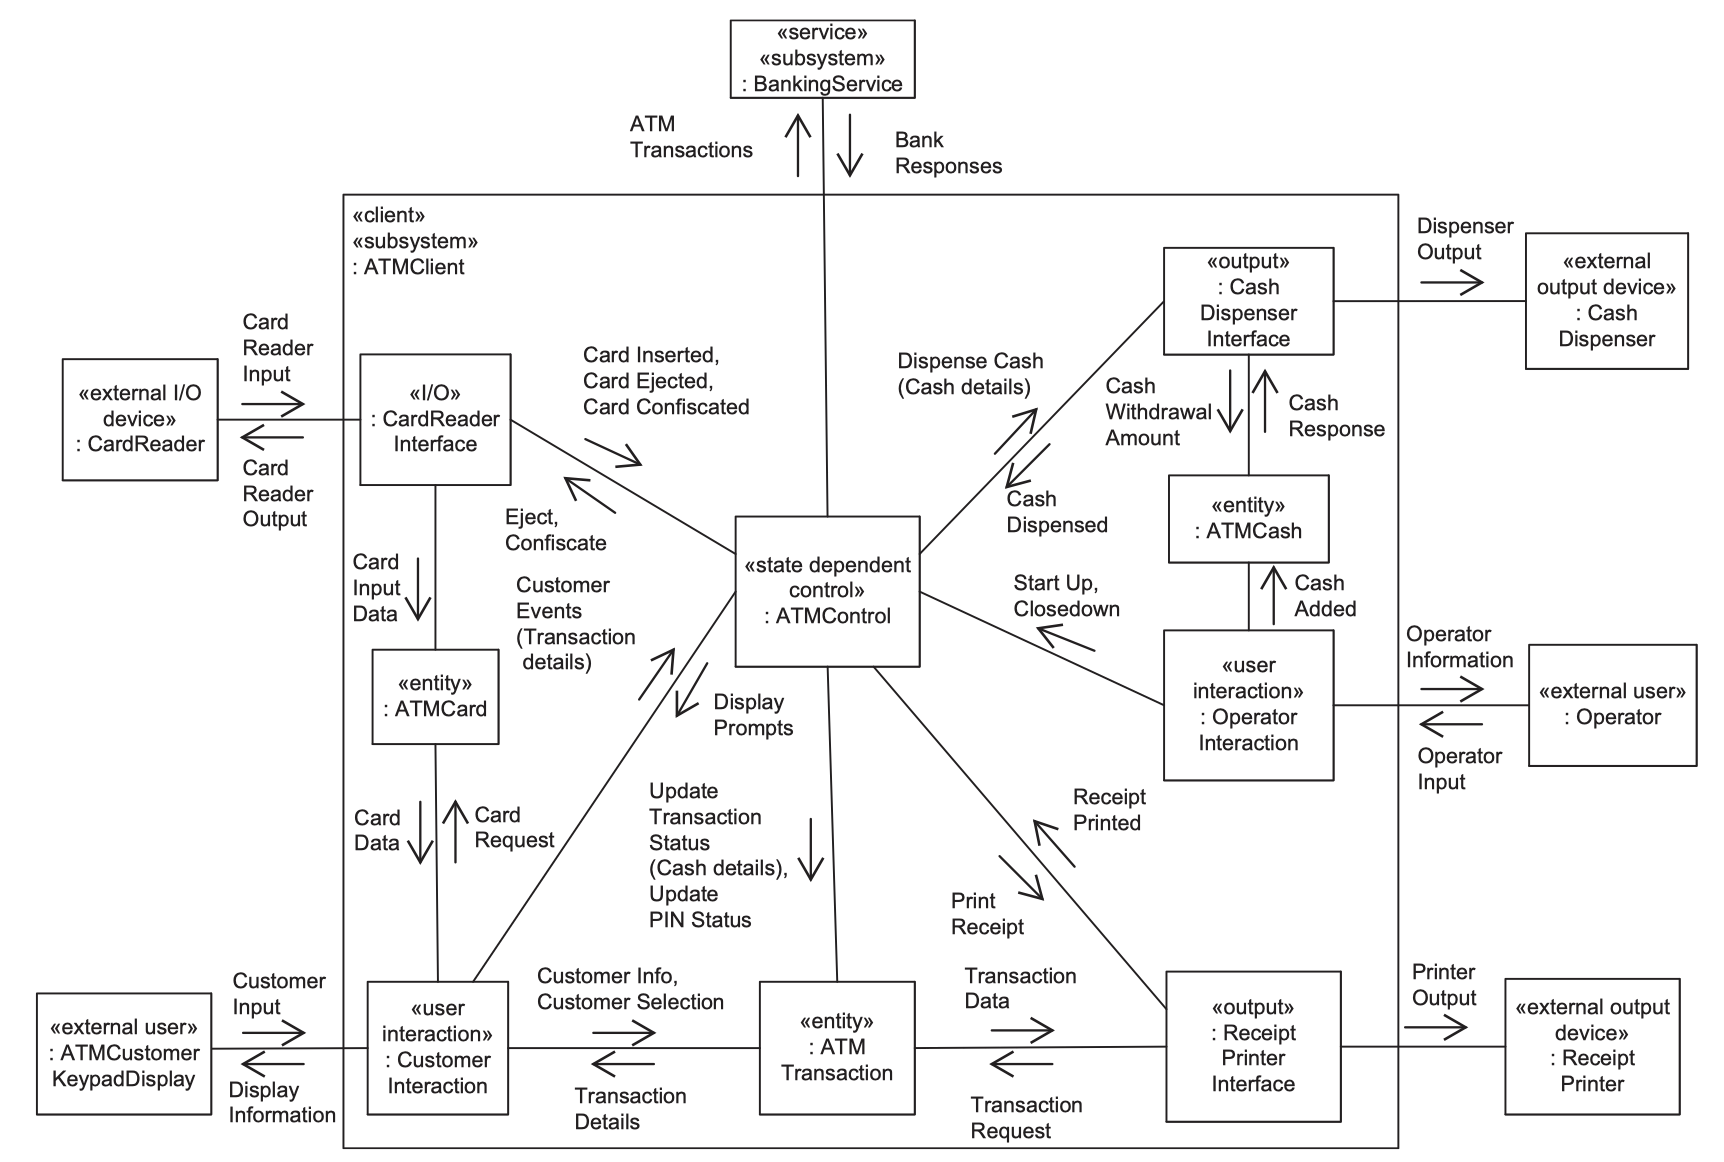 «service»
«subsystem»
: BankingService
ATM
Transactions
Bank
Responses
«client»
«subsystem»
: ATMClient
Dispenser
Output
«output»
: Cash
Dispenser
Interface
«external
output device»
: Cash
Dispenser
Card
Reader
Input
«external I/O
device»
: CardReader
Card
Reader
Output
«I/O»
: CardReader
Interface
Card Inserted,
Card Ejected,
Card Confiscated
Eject,
Confiscate
Dispense Cash
(Cash details)
Cash
Dispensed
Cash
Withdrawal
Amount
Cash
Response
«entity»
: ATMCash
Cash
Added
«state dependent
control»
: ATMControl
Start Up,
Closedown
Card
Input
Data
Customer
Events
(Transaction
details)
Display
Prompts
«entity»
: ATMCard
«user
interaction»
: Operator
Interaction
Operator
Information
Operator
Input
«external user»
: Operator
Card
Data
Card
Request
Update
Transaction
Status
(Cash details),
Update
PIN Status
Receipt
Printed
Print
Receipt
Customer
Input
«external user»
: ATMCustomer
KeypadDisplay
Display
Information
«user
interaction»
: Customer
Interaction
Customer Info,
Customer Selection
Transaction
Details
«entity»
: ATM
Transaction
Transaction
Data
Transaction
Request
«output»
: Receipt
Printer
Interface
Printer
Output
«external output
device»
: Receipt
Printer